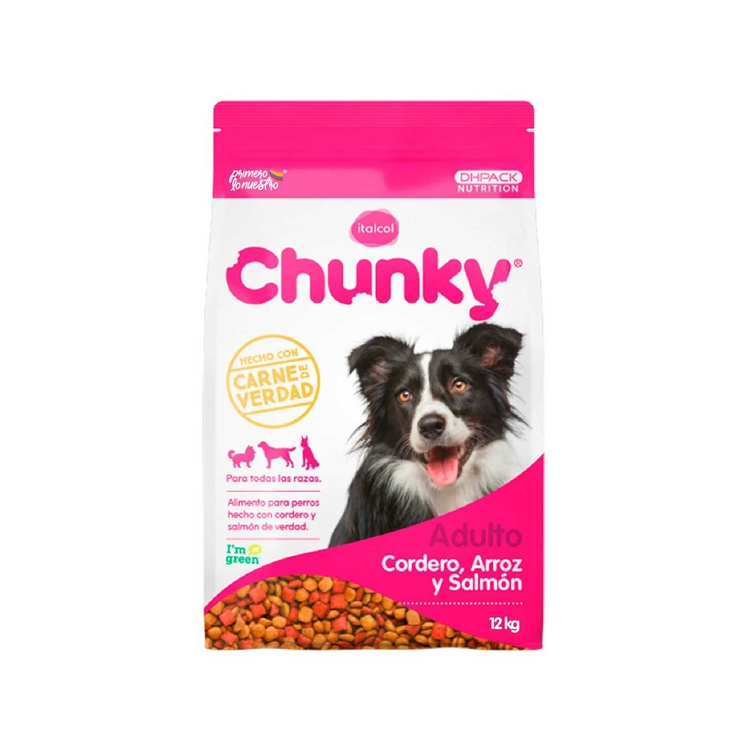 primero
lo nuestro
DHPACK
NUTRITION
italcol
Chunky®
HECHO CON
CARNE DE
VERDAD
Para todas las razas.
Alimento para perros
hecho con cordero y
salmón de verdad.
I'm
green
Adulto
Cordero, Arroz
y Salmón
12 kg